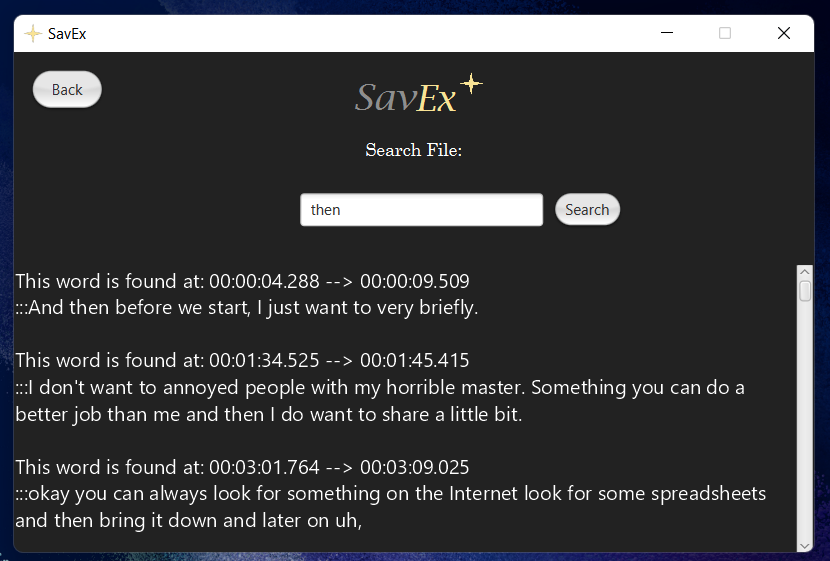 SavEx
Back
SavEx
Search File:
then
Search
This word is found at: 00:00:04.288 --> 00:00:09.509
:::And then before we start, I just want to very briefly.
This word is found at: 00:01:34.525 --> 00:01:45.415
:::I don't want to annoyed people with my horrible master. Something you can do a
better job than me and then I do want to share a little bit.
This word is found at: 00:03:01.764 --> 00:03:09.025
:::okay you can always look for something on the Internet look for some spreadsheets
and then bring it down and later on uh,